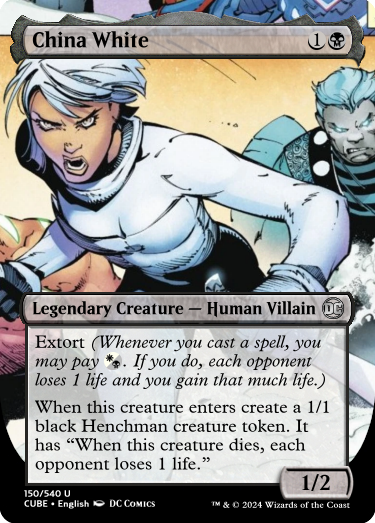 China White 1
Legendary Creature — Human Villain DC
Extort (Whenever you cast a spell, you
may pay . If you do, each opponent
loses 1 life and you gain that much life.)
When this creature enters create a 1/1
black Henchman creature token. It
has “When this creature dies, each
opponent loses 1 life.”
1/2
150/540 U
CUBE • English DC COMICS
™ & © 2024 Wizards of the Coast